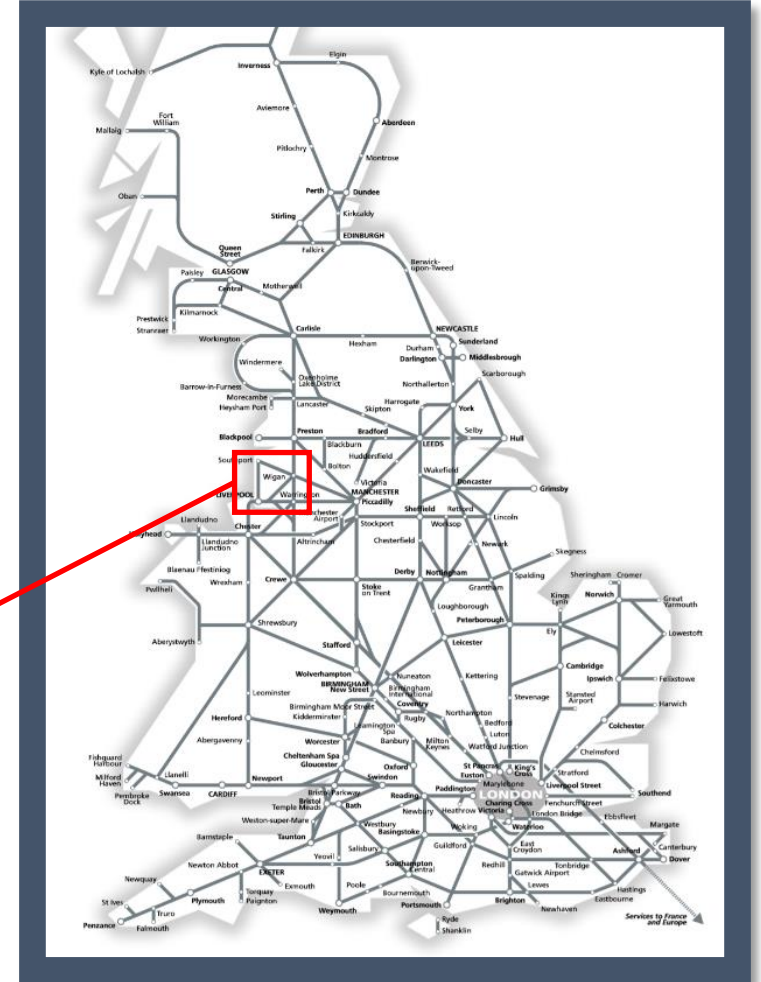 Elgin
Inverness
Kyle of Lochalsh
Aviemore
Fort
William
Mallaig
Aberdeen
Pitlochry
Montrose
Perth
Dundee
Oban
Kirkcaldy
Stirling
EDINBURGH
Queen
Street
Falkirk
Berwick-
upon-Tweed
Paisley
GLASGOW
Central
Motherwell
Prestwick
Kilmarnock
Stranraer
Carlisle
NEWCASTLE
Workington
Hexham
Durham
Sunderland
Darlington
Middlesbrough
Windermere
Scarborough
Oxenholme
Lake District
Northallerton
Barrow-in-Furness
Morecambe
Heysham Port
Lancaster
Harrogate
Skipton
York
Blackpool
Preston
Bradford
Selby
Blackburn
LEEDS
Hull
Huddersfield
Bolton
Wigan
Wakefield
Victoria
MANCHESTER
Piccadilly
Doncaster
Grimsby
Warrington
Airport
Stockport
Sheffield
Retford
Worksop
Lincoln
Llandudno
Chester
Altrincham
Chesterfield
Newark
Llandudno
Junction
Skegness
Blaenau Ffestiniog
Pwllheli
Wrexham
Crewe
Stoke
on Trent
Derby
Nottingham
Grantham
Spalding
Sheringham
Cromer
Kings
Lynn
Norwich
Great
Yarmouth
Loughborough
Peterborough
Shrewsbury
Ely
Lowestoft
Aberystwyth
Stafford
Leicester
Wolverhampton
BIRMINGHAM
New Street
Nuneaton
Kettering
Cambridge
Birmingham
International
Ipswich
Felixstowe
Leominster
Stevenage
Stansted
Airport
Harwich
Birmingham Moor Street
Coventry
Kidderminster
Rugby
Northampton
Hereford
Leamington
Spa
Bedford
Colchester
Worcester
Banbury
Milton
Keynes
Luton
Abergavenny
Watford Junction
Chelmsford
Cheltenham Spa
Fishguard
Harbour
Gloucester
Oxford
St Pancras
Euston
King's
Cross
Stratford
Milford
Haven
Llanelli
Newport
Swindon
Marylebone
Liverpool Street
Pembroke
Dock
Swansea
CARDIFF
Bristol Parkway
Reading
Paddington
LONDON
Southend
Bristol
Temple Meads
Bath
Newbury
Heathrow
Victoria
Charing Cross
Fenchurch Street
London Bridge
Ebbsfleet
Weston-super-Mare
Westbury
Waterloo
Margate
Barnstaple
Taunton
Basingstoke
Woking
East
Croydon
Canterbury
Salisbury
Guildford
Ashford
Dover
Newton Abbot
Yeovil
Redhill
Tonbridge
EXETER
Southampton
Central
Gatwick Airport
Newquay
Exmouth
Poole
Lewes
Hastings
Torquay
Paignton
Bournemouth
Eastbourne
St Ives
Plymouth
Weymouth
Portsmouth
Brighton
Newhaven
Truro
Penzance
Falmouth
Ryde
Shanklin
Services to France
and Europe